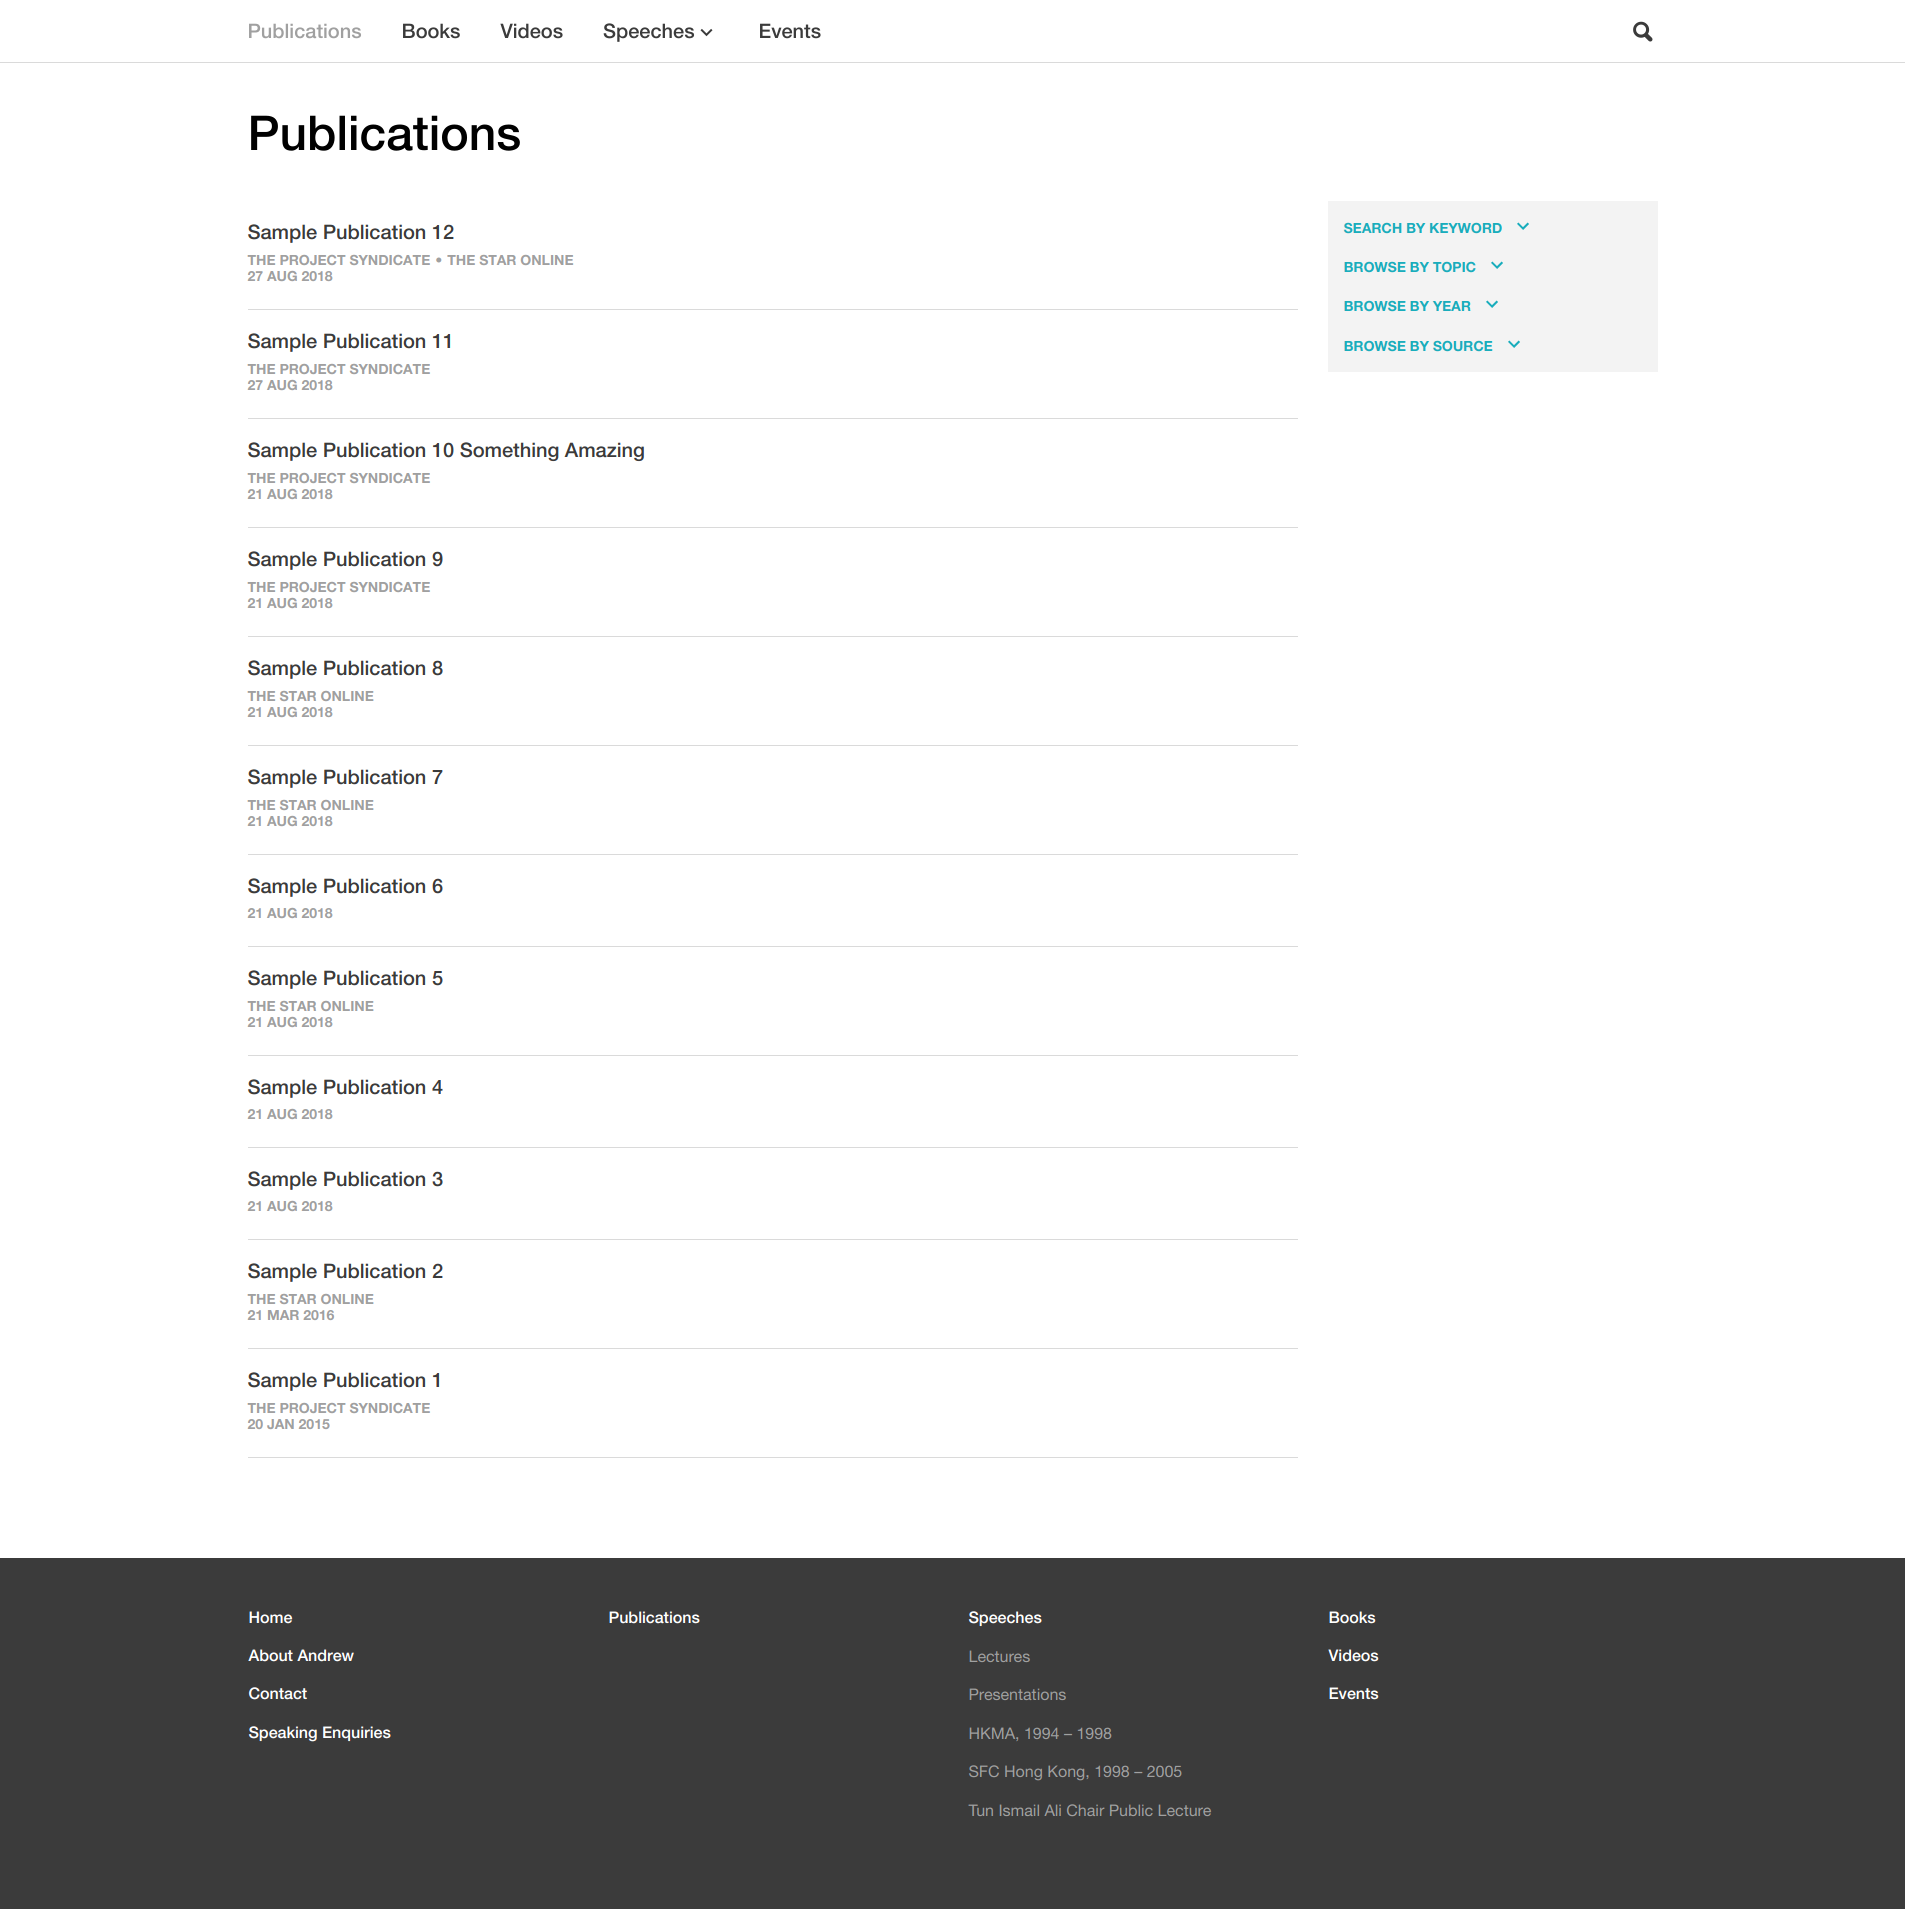 Publications Books Videos Speeches Events
Publications
Sample Publication 12
THE PROJECT SYNDICATE • THE STAR ONLINE
27 AUG 2018
Sample Publication 11
THE PROJECT SYNDICATE
27 AUG 2018
Sample Publication 10 Something Amazing
THE PROJECT SYNDICATE
21 AUG 2018
Sample Publication 9
THE PROJECT SYNDICATE
21 AUG 2018
Sample Publication 8
THE STAR ONLINE
21 AUG 2018
Sample Publication 7
THE STAR ONLINE
21 AUG 2018
Sample Publication 6
21 AUG 2018
Sample Publication 5
THE STAR ONLINE
21 AUG 2018
Sample Publication 4
21 AUG 2018
Sample Publication 3
21 AUG 2018
Sample Publication 2
THE STAR ONLINE
21 MAR 2016
Sample Publication 1
THE PROJECT SYNDICATE
20 JAN 2015
SEARCH BY KEYWORD
BROWSE BY TOPIC
BROWSE BY YEAR
BROWSE BY SOURCE
Home
About Andrew
Contact
Speaking Enquiries
Publications
Speeches
Lectures
Presentations
HKMA, 1994 – 1998
SFC Hong Kong, 1998 – 2005
Tun Ismail Ali Chair Public Lecture
Books
Videos
Events